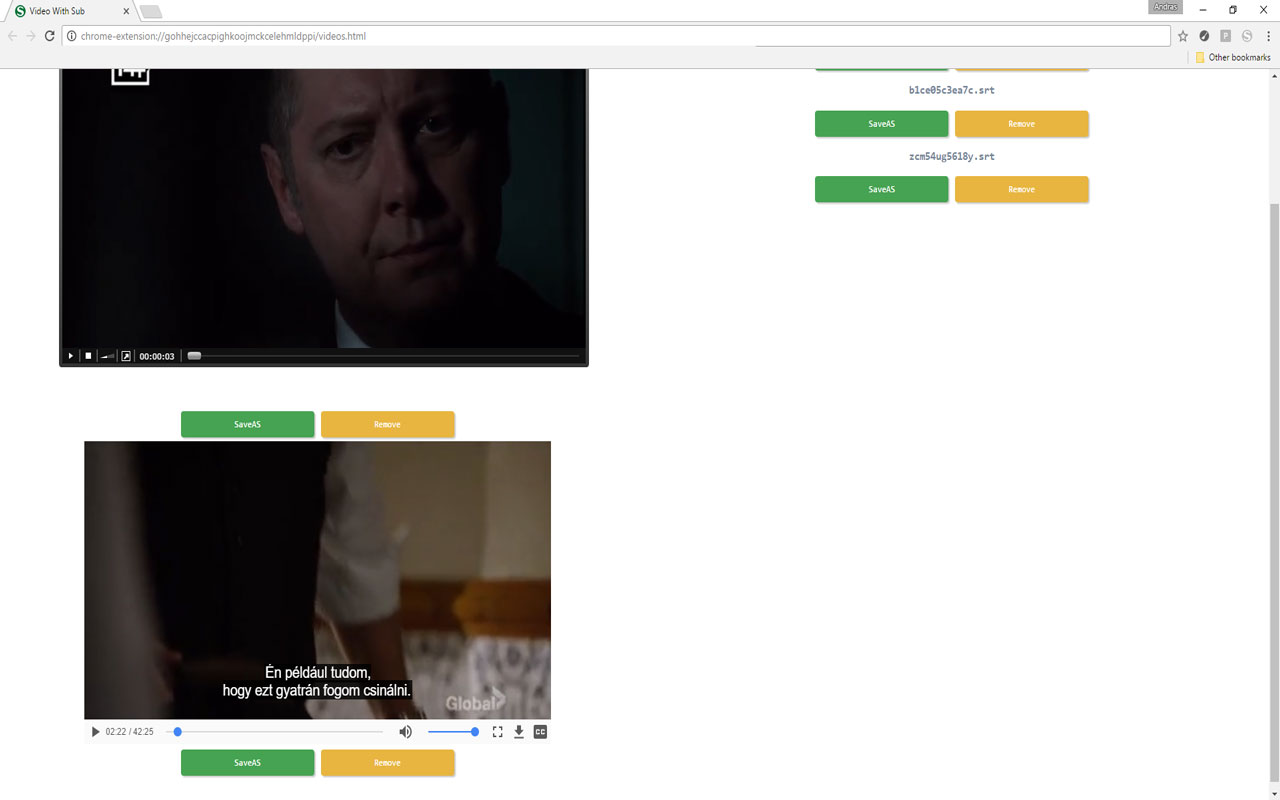 Video With Sub
Andras
chrome-extension://gohhejccacpighkoojmckcelehmldppi/videos.html
Other bookmarks
00:00:03
SaveAS Remove
Én például tudom,
hogy ezt gyatrán fogom csinálni.
Global
02:22 / 42:25
CC
SaveAS Remove
b1ce05c3ea7c.srt
SaveAS Remove
zcm54ug5618y.srt
SaveAS Remove